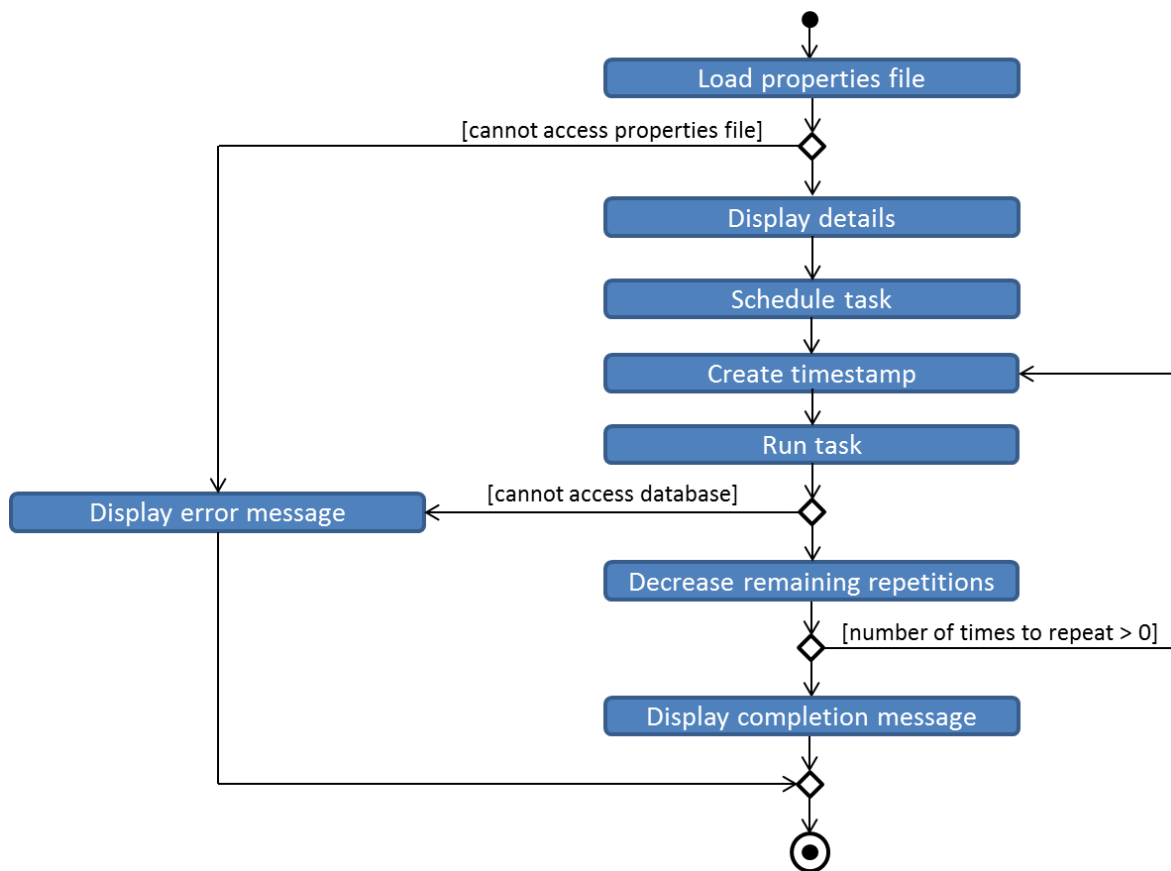 Load properties file
[cannot access properties file]
Display details
Schedule task
Create timestamp
Run task
[cannot access database]
Display error message
Decrease remaining repetitions
[number of times to repeat > 0]
Display completion message